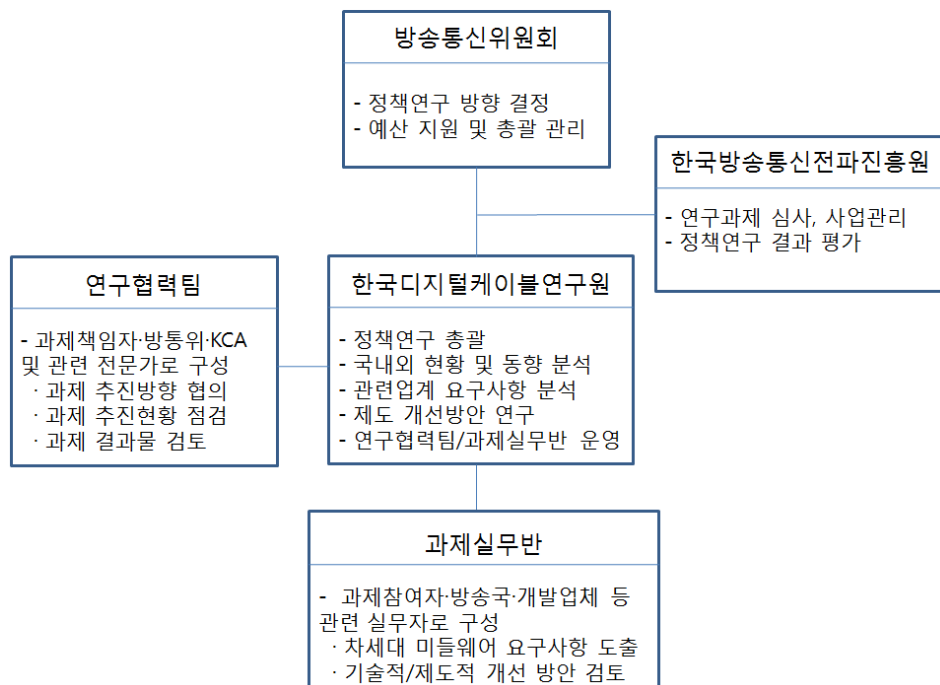 방송통신위원회
- 정책연구 방향 결정
- 예산 지원 및 총괄 관리
한국방송통신전파진흥원
- 연구과제 심사, 사업관리
- 정책연구 결과 평가
연구협력팀
- 과제책임자·방통위·KCA
및 관련 전문가로 구성
· 과제 추진방향 협의
· 과제 추진현황 점검
· 과제 결과물 검토
한국디지털케이블연구원
- 정책연구 총괄
- 국내외 현황 및 동향 분석
- 관련업계 요구사항 분석
- 제도 개선방안 연구
- 연구협력팀/과제실무반 운영
과제실무반
- 과제참여자·방송국·개발업체 등
관련 실무자로 구성
· 차세대 미들웨어 요구사항 도출
· 기술적/제도적 개선 방안 검토